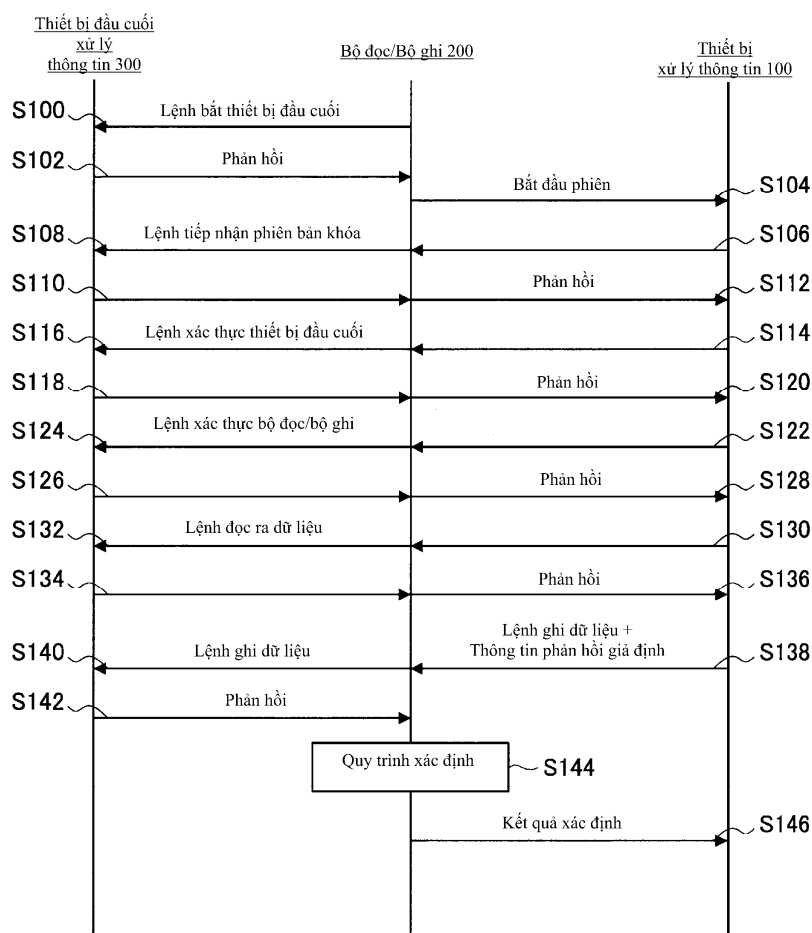 Thiết bị đầu cuối
xử lý
thông tin 300
Bộ đọc/Bộ ghi 200
Thiết bị
xử lý thông tin 100
S100
Lệnh bắt thiết bị đầu cuối
S102
Phản hồi
Bắt đầu phiên
S104
S108
Lệnh tiếp nhận phiên bản khóa
S106
S110
Phản hồi
S112
S116
Lệnh xác thực thiết bị đầu cuối
S114
S118
Phản hồi
S120
S124
Lệnh xác thực bộ đọc/bộ ghi
S122
S126
Phản hồi
S128
S132
Lệnh đọc ra dữ liệu
S130
S134
Phản hồi
S136
S140
Lệnh ghi dữ liệu
Lệnh ghi dữ liệu +
Thông tin phản hồi giả định
S138
S142
Phản hồi
Quy trình xác định
S144
Kết quả xác định
S146